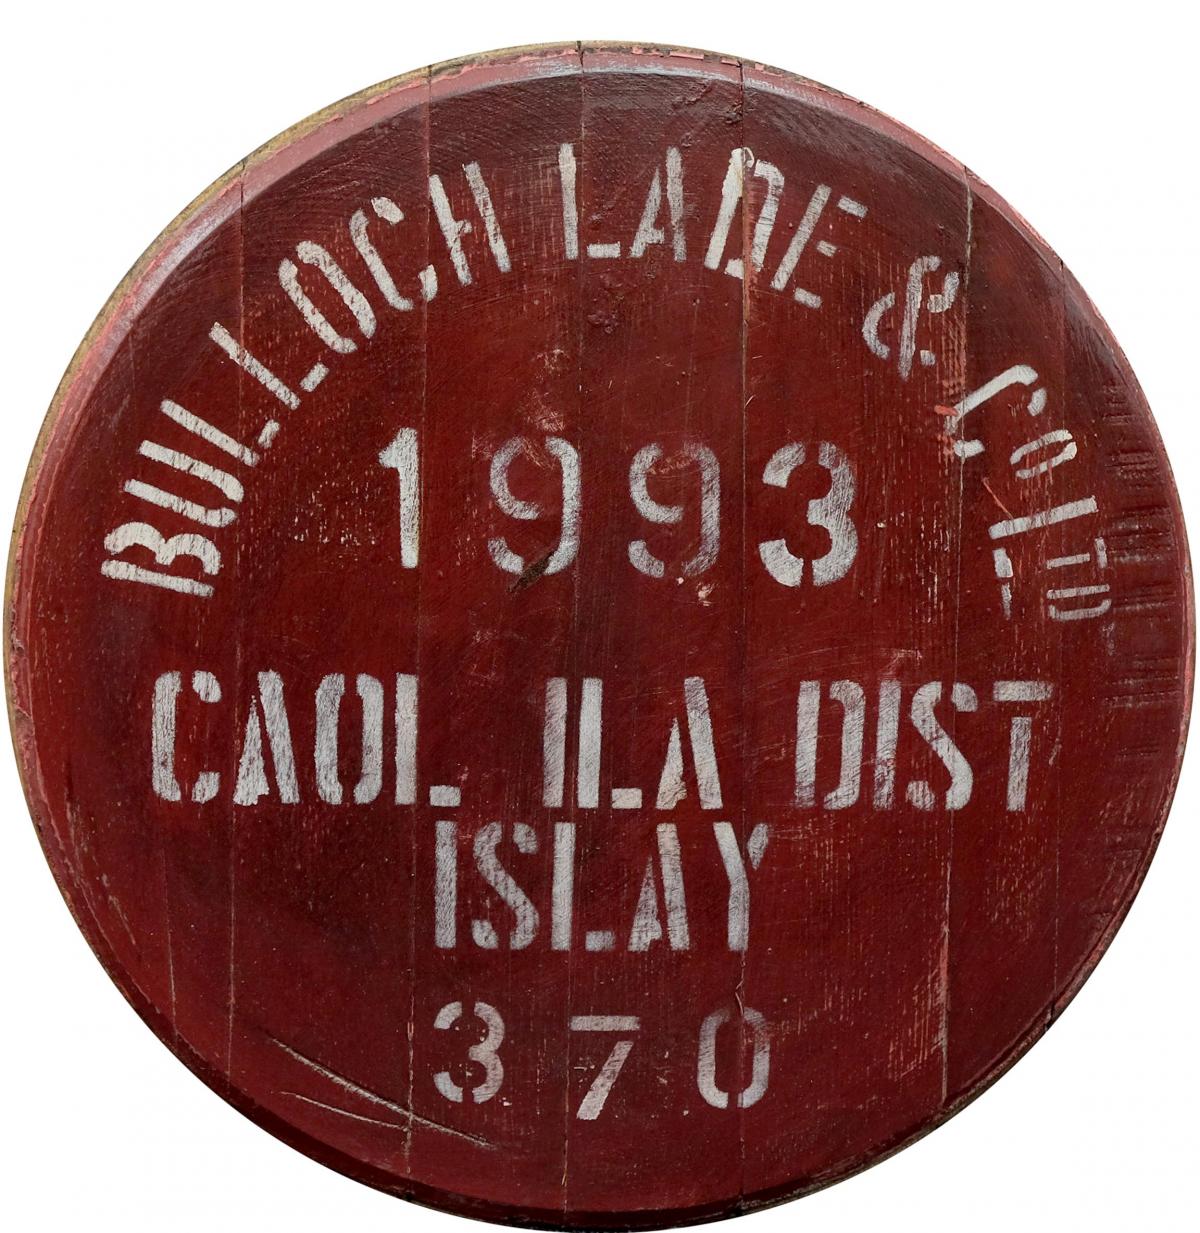 BULLOCH LADE & CO LTD
1993
CAOL ILA DIST
ISLAY
370